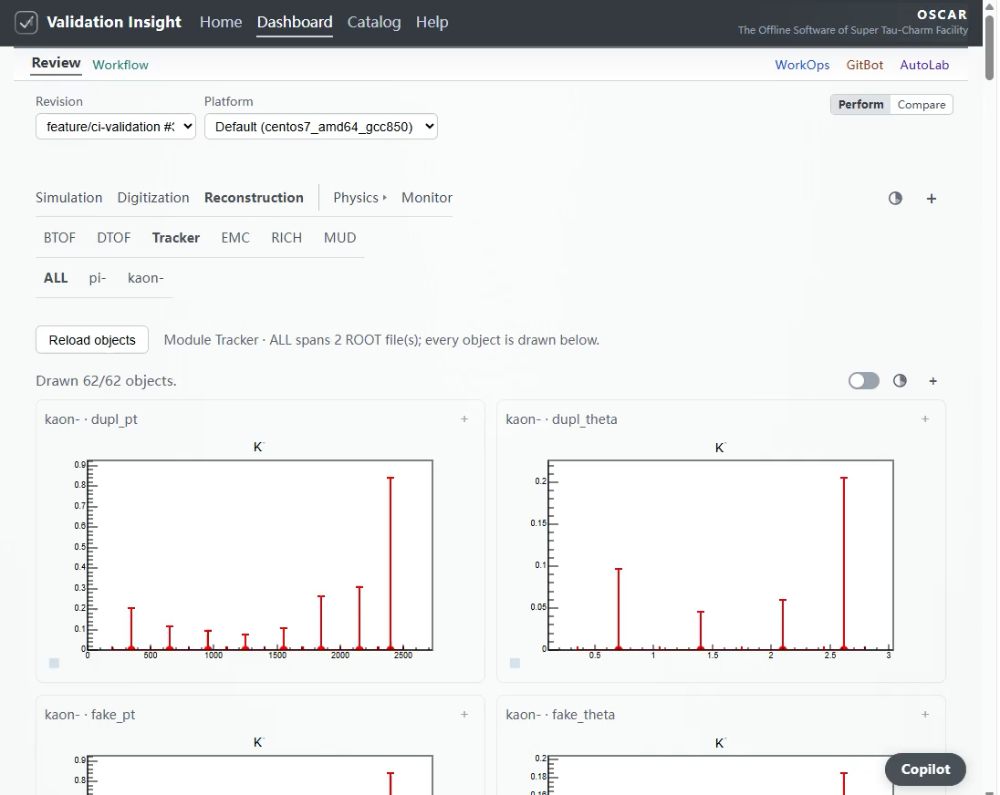 Validation Insight Home Dashboard Catalog Help
OSCAR
The Offline Software of Super Tau-Charm Facility
Review Workflow
WorkOps GitBot AutoLab
Revision Platform
feature/ci-validation Default (centos7_amd64_gcc850)
Perform Compare
Simulation Digitization Reconstruction Physics Monitor
BTOF DTOF Tracker EMC RICH MUD
ALL pi- kaon-
Reload objects Module Tracker · ALL spans 2 ROOT file(s); every object is drawn below.
Drawn 62/62 objects.
kaon- · dupl_pt
K-
0.9
0.8
0.7
0.6
0.5
0.4
0.3
0.2
0.1
0
0 500 1000 1500 2000 2500
kaon- · dupl_theta
K-
0.2
0.15
0.1
0.05
0
0.5 1 1.5 2 2.5 3
kaon- · fake_pt
K-
0.9
0.8
kaon- · fake_theta
K-
0.2
0.18
0.16
Copilot